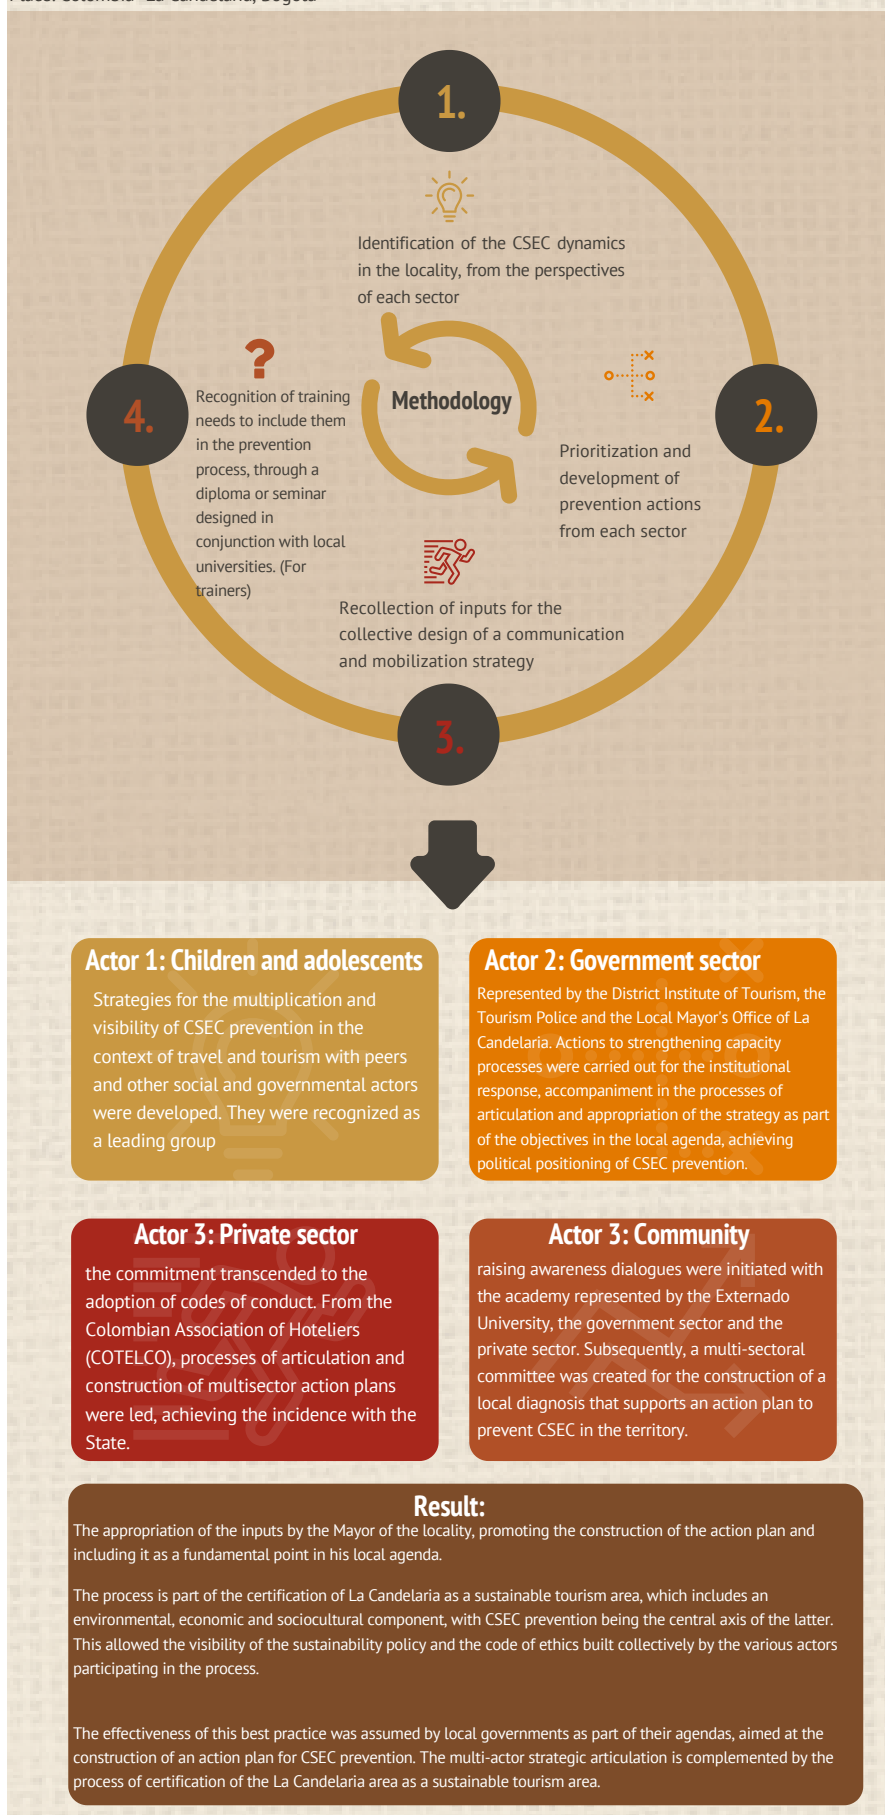 Place: Colombia - La Candelaria, Bogotá
1.
Identification of the CSEC dynamics
in the locality, from the perspectives
of each sector
Methodology
2.
Prioritization and
development of
prevention actions
from each sector
3.
Recollection of inputs for the
collective design of a communication
and mobilization strategy
4.
Recognition of training
needs to include them
in the prevention
process, through a
diploma or seminar
designed in
conjunction with local
universities. (For
trainers)
Actor 1: Children and adolescents
Strategies for the multiplication and
visibility of CSEC prevention in the
context of travel and tourism with peers
and other social and governmental actors
were developed. They were recognized as
a leading group
Actor 2: Government sector
Represented by the District Institute of Tourism, the
Tourism Police and the Local Mayor's Office of La
Candelaria. Actions to strengthening capacity
processes were carried out for the institutional
response, accompaniment in the processes of
articulation and appropriation of the strategy as part
of the objectives in the local agenda, achieving
political positioning of CSEC prevention.
Actor 3: Private sector
the commitment transcended to the
adoption of codes of conduct. From the
Colombian Association of Hoteliers
(COTELCO), processes of articulation and
construction of multisector action plans
were led, achieving the incidence with the
State.
Actor 3: Community
raising awareness dialogues were initiated with
the academy represented by the Externado
University, the government sector and the
private sector. Subsequently, a multi-sectoral
committee was created for the construction of a
local diagnosis that supports an action plan to
prevent CSEC in the territory.
Result:
The appropriation of the inputs by the Mayor of the locality, promoting the construction of the action plan and
including it as a fundamental point in his local agenda.
The process is part of the certification of La Candelaria as a sustainable tourism area, which includes an
environmental, economic and sociocultural component, with CSEC prevention being the central axis of the latter.
This allowed the visibility of the sustainability policy and the code of ethics built collectively by the various actors
participating in the process.
The effectiveness of this best practice was assumed by local governments as part of their agendas, aimed at the
construction of an action plan for CSEC prevention. The multi-actor strategic articulation is complemented by the
process of certification of the La Candelaria area as a sustainable tourism area.